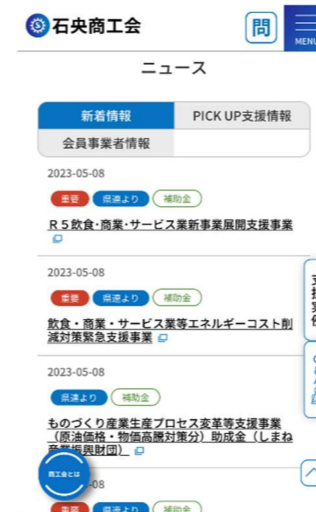 石央商工会
問
MENU
ニュース
新着情報
PICK UP支援情報
会員事業者情報
2023-05-08
重要 県連より 補助金
Ｒ５飲食･商業･サービス業新事業展開支援事業
2023-05-08
重要 県連より 補助金
飲食・商業・サービス業等エネルギーコスト削
減対策緊急支援事業
2023-05-08
県連より 補助金
ものづくり産業生産プロセス変革等支援事業
（原油価格・物価高騰対策分）助成金（しまね
産業振興財団）
商工会とは
-08
重要 県連より 補助金
支援実例